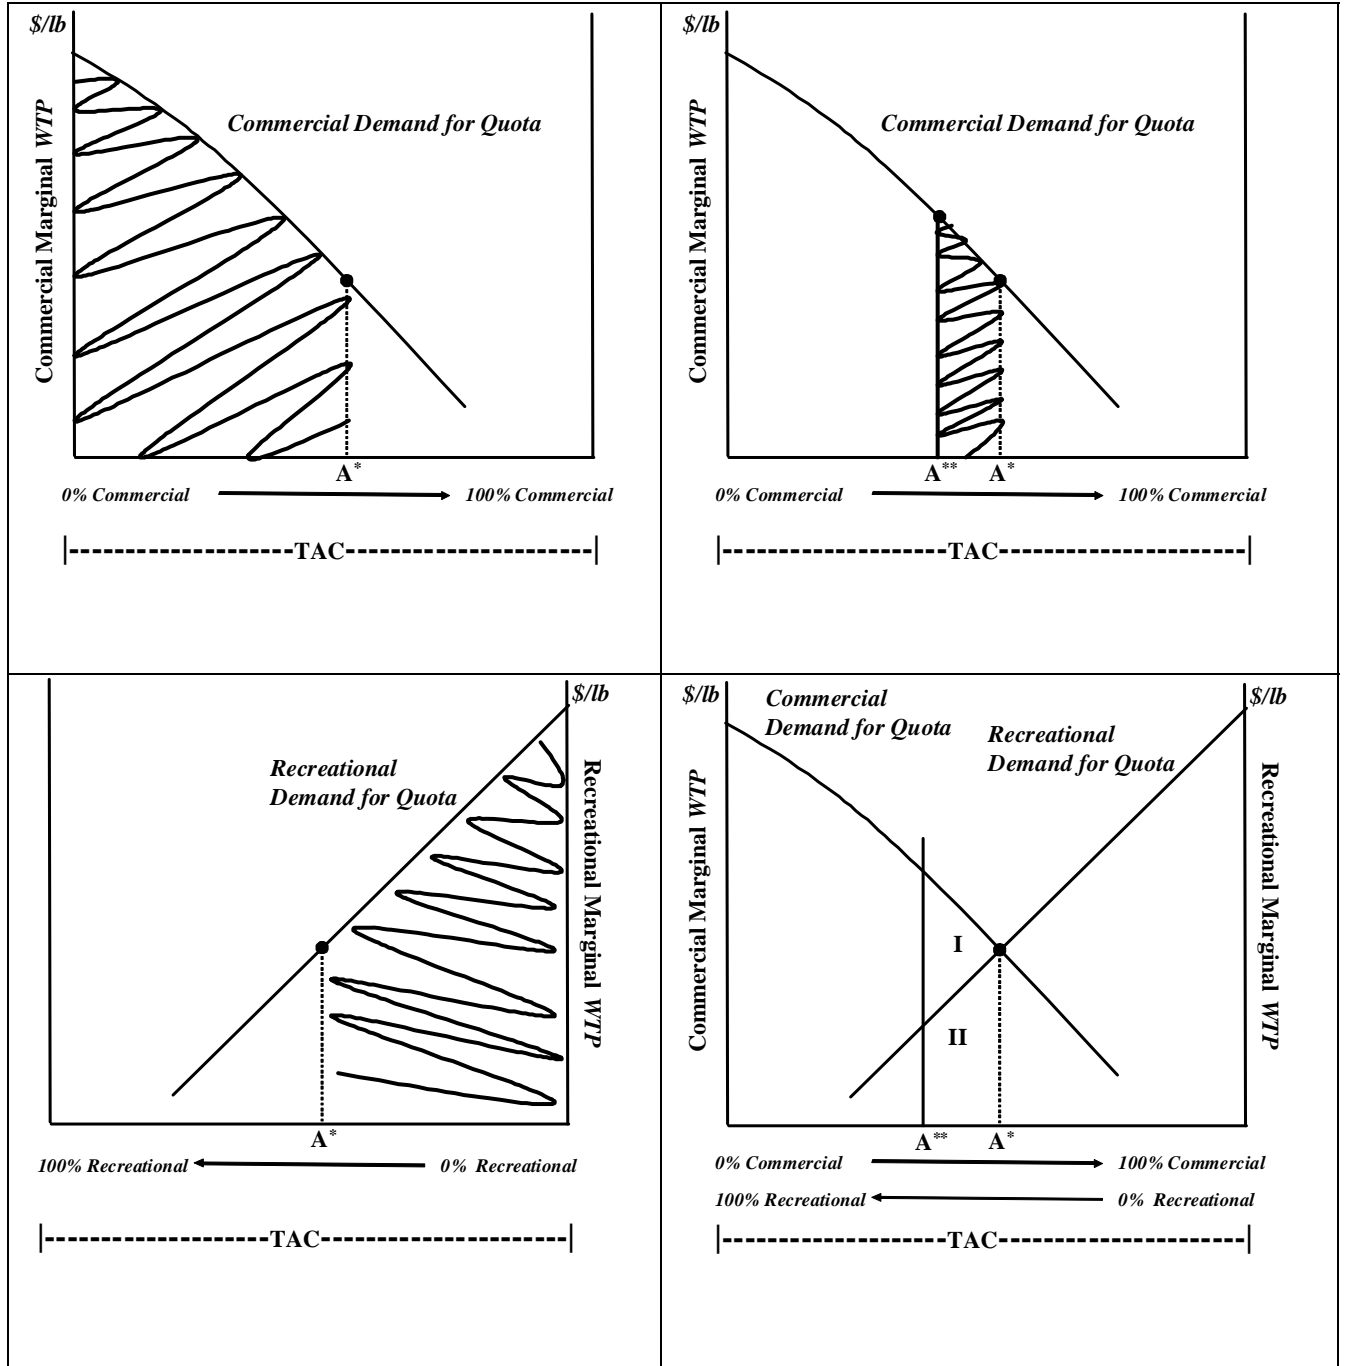 $/lb
Commercial Marginal WTP
Commercial Demand for Quota
A*
0% Commercial
100% Commercial
|-------------------TAC-----------------------|
$/lb
Commercial Marginal WTP
Commercial Demand for Quota
A**
A*
0% Commercial
100% Commercial
|-------------------TAC-----------------------|
$/lb
Recreational
Demand for Quota
Recreational Marginal WTP
A*
100% Recreational
0% Recreational
|-------------------TAC-----------------------|
$/lb
Commercial
Demand for Quota
Recreational
Demand for Quota
$/lb
Commercial Marginal WTP
Recreational Marginal WTP
I
II
A**
A*
0% Commercial
100% Commercial
100% Recreational
0% Recreational
|-------------------TAC-----------------------|